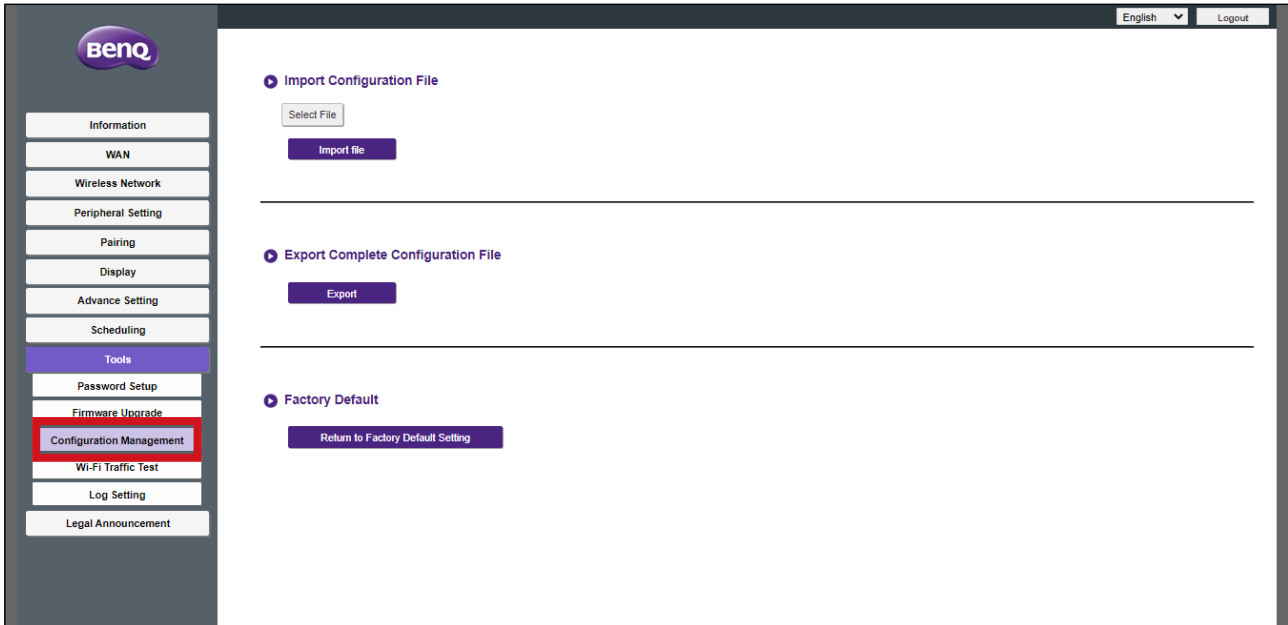 English
Logout
BenQ
Information
WAN
Wireless Network
Peripheral Setting
Pairing
Display
Advance Setting
Scheduling
Tools
Password Setup
Firmware Upgrade
Configuration Management
Wi-Fi Traffic Test
Log Setting
Legal Announcement
Import Configuration File
Select File
Import file
Export Complete Configuration File
Export
Factory Default
Return to Factory Default Setting